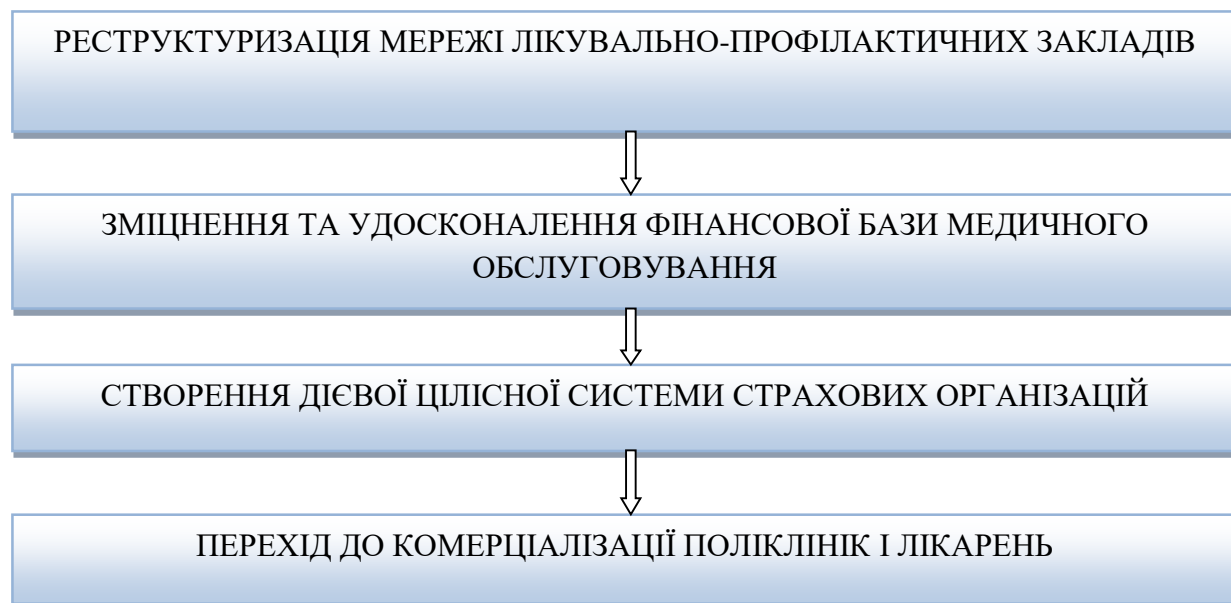 РЕСТРУКТУРИЗАЦІЯ МЕРЕЖІ ЛІКУВАЛЬНО-ПРОФІЛАКТИЧНИХ ЗАКЛАДІВ
ЗМІЦНЕННЯ ТА УДОСКОНАЛЕННЯ ФІНАНСОВОЇ БАЗИ МЕДИЧНОГО
ОБСЛУГОВУВАННЯ
СТВОРЕННЯ ДІЄВОЇ ЦІЛІСНОЇ СИСТЕМИ СТРАХОВИХ ОРГАНІЗАЦІЙ
ПЕРЕХІД ДО КОМЕРЦІАЛІЗАЦІЇ ПОЛІКЛІНІК І ЛІКАРЕНЬ